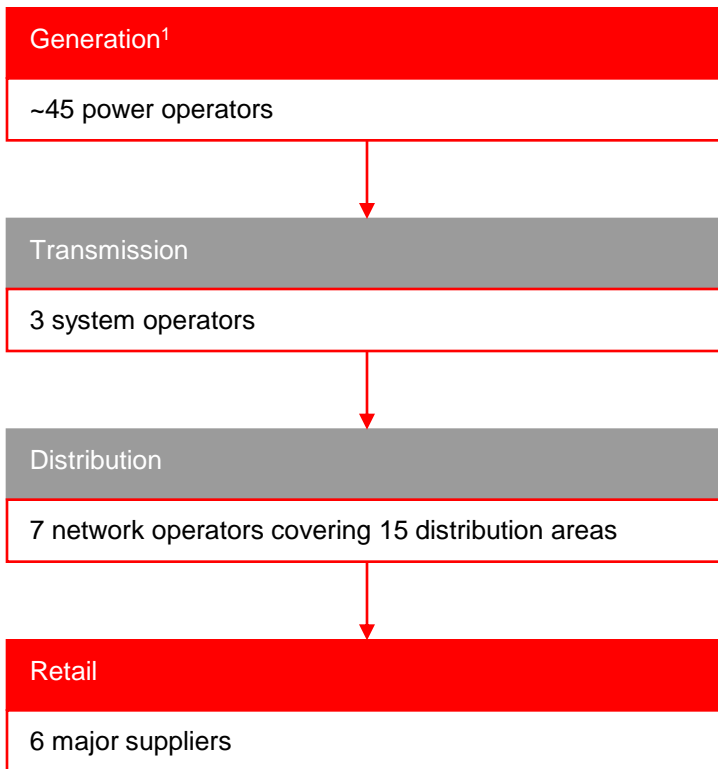 Generation¹
~45 power operators
Transmission
3 system operators
Distribution
7 network operators covering 15 distribution areas
Retail
6 major suppliers